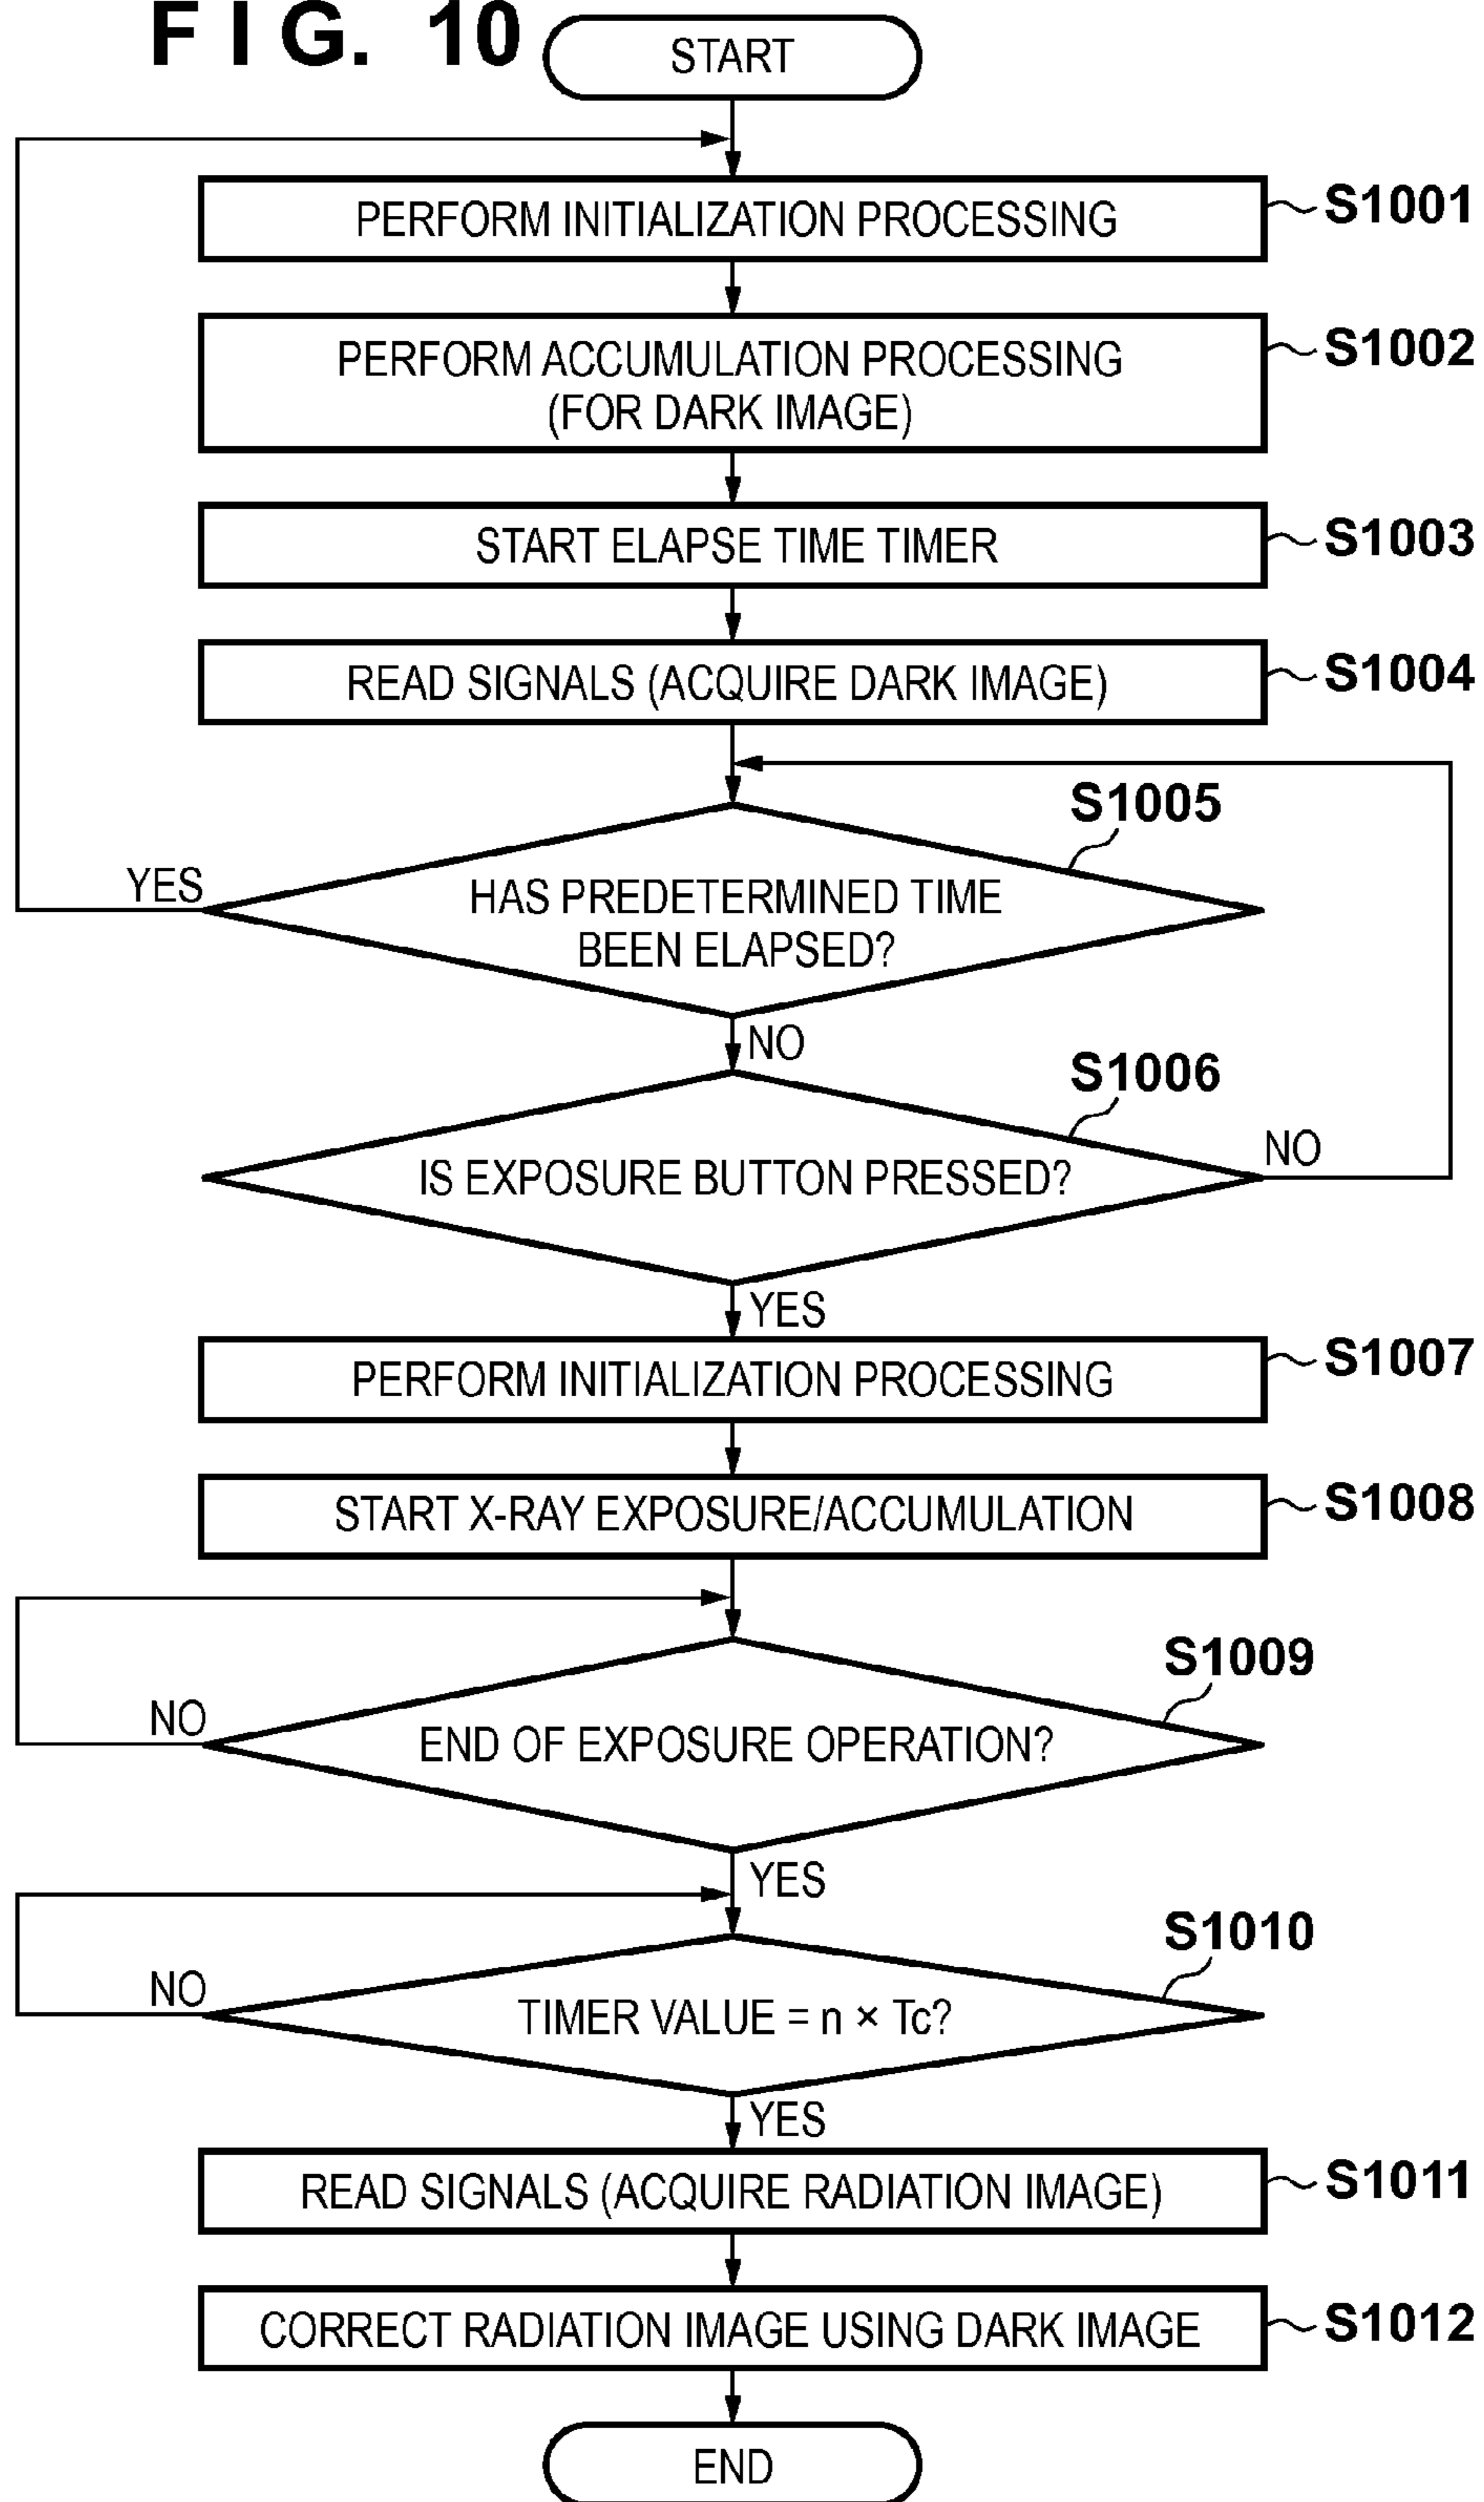 FIG. 10
START
PERFORM INITIALIZATION PROCESSING
S1001
PERFORM ACCUMULATION PROCESSING
(FOR DARK IMAGE)
S1002
START ELAPSE TIME TIMER
S1003
READ SIGNALS (ACQUIRE DARK IMAGE)
S1004
S1005
YES
HAS PREDETERMINED TIME
BEEN ELAPSED?
NO
S1006
NO
IS EXPOSURE BUTTON PRESSED?
YES
PERFORM INITIALIZATION PROCESSING
S1007
START X-RAY EXPOSURE/ACCUMULATION
S1008
S1009
NO
END OF EXPOSURE OPERATION?
YES
S1010
NO
TIMER VALUE = n × Tc?
YES
READ SIGNALS (ACQUIRE RADIATION IMAGE)
S1011
CORRECT RADIATION IMAGE USING DARK IMAGE
S1012
END